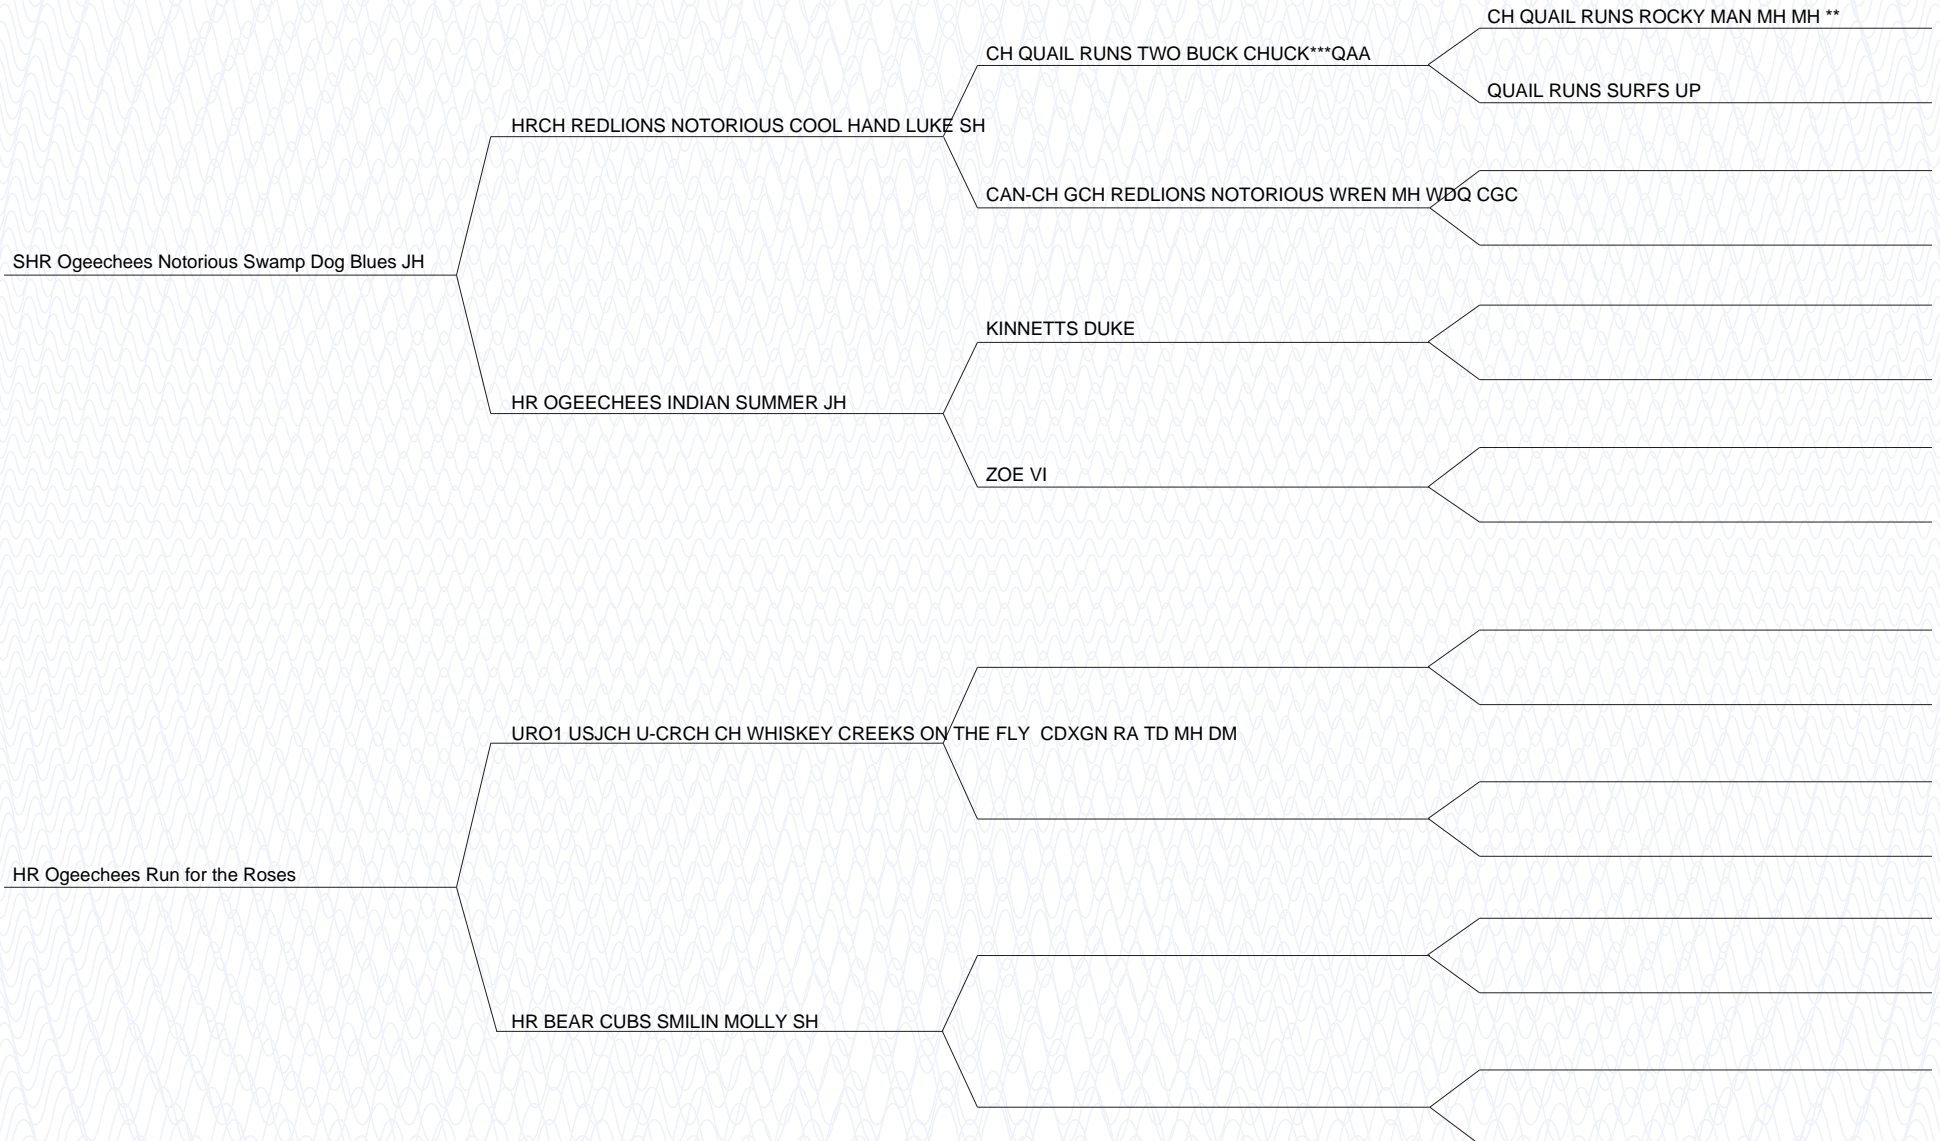 CH QUAIL RUNS ROCKY MAN MH MH **
CH QUAIL RUNS TWO BUCK CHUCK***QAA
QUAIL RUNS SURFS UP
HRCH REDLIONS NOTORIOUS COOL HAND LUKE SH
CAN-CH GCH REDLIONS NOTORIOUS WREN MH WDQ CGC
SHR Ogeechees Notorious Swamp Dog Blues JH
KINNETTS DUKE
HR OGEECHEES INDIAN SUMMER JH
ZOE VI
URO1 USJCH U-CRCH CH WHISKEY CREEKS ON THE FLY  CDXGN RA TD MH DM
HR Ogeechees Run for the Roses
HR BEAR CUBS SMILIN MOLLY SH